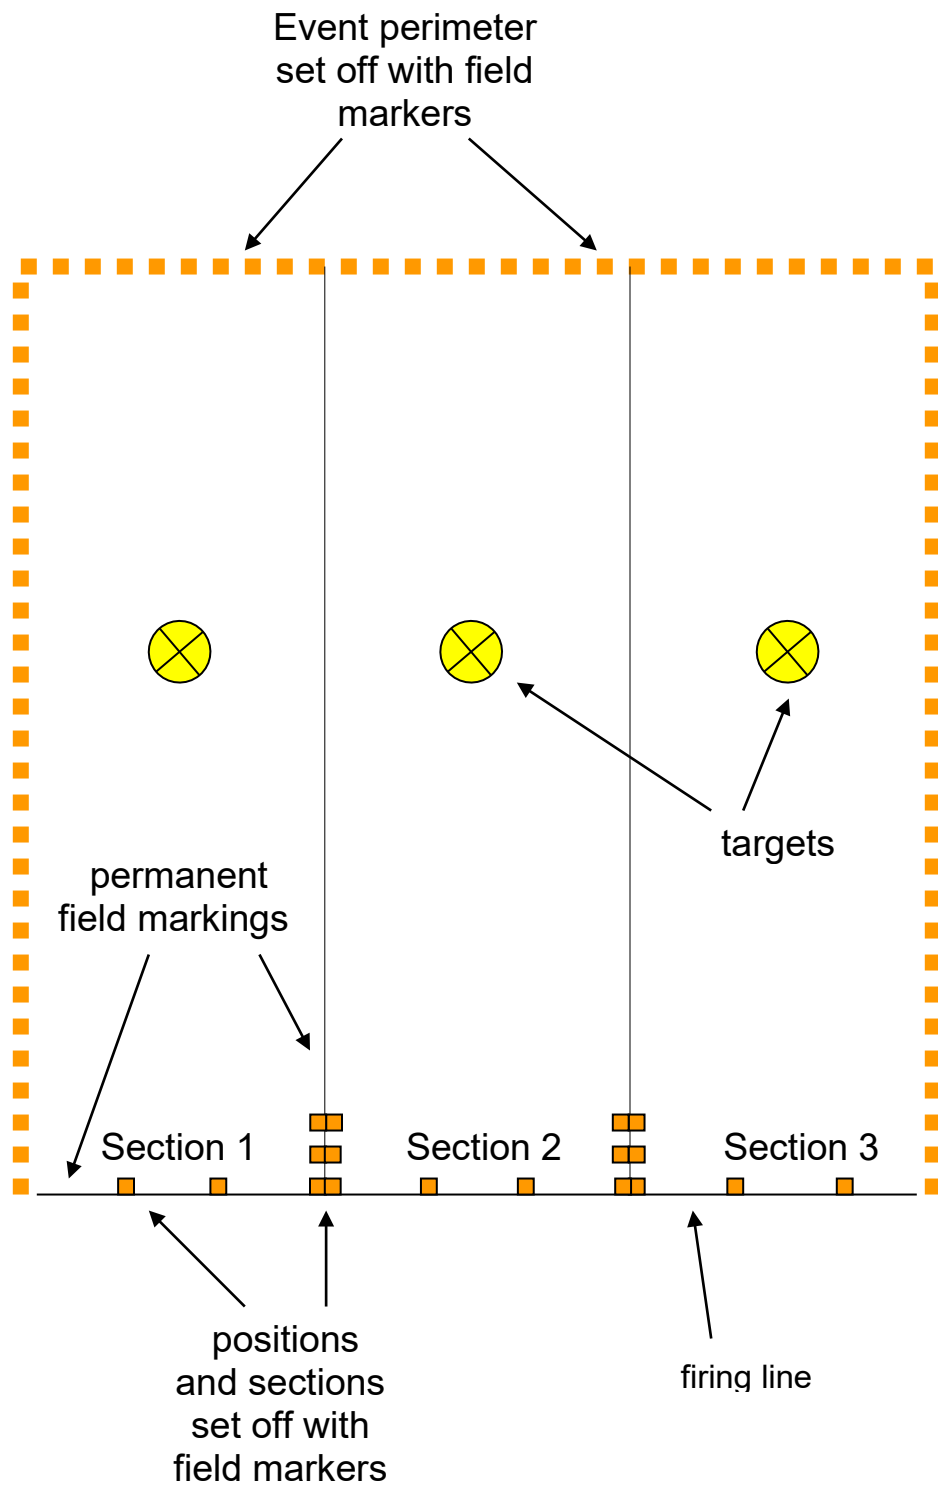 Event perimeter
set off with field
markers
targets
permanent
field markings
Section 1
Section 2
Section 3
positions
and sections
set off with
field markers
firing line